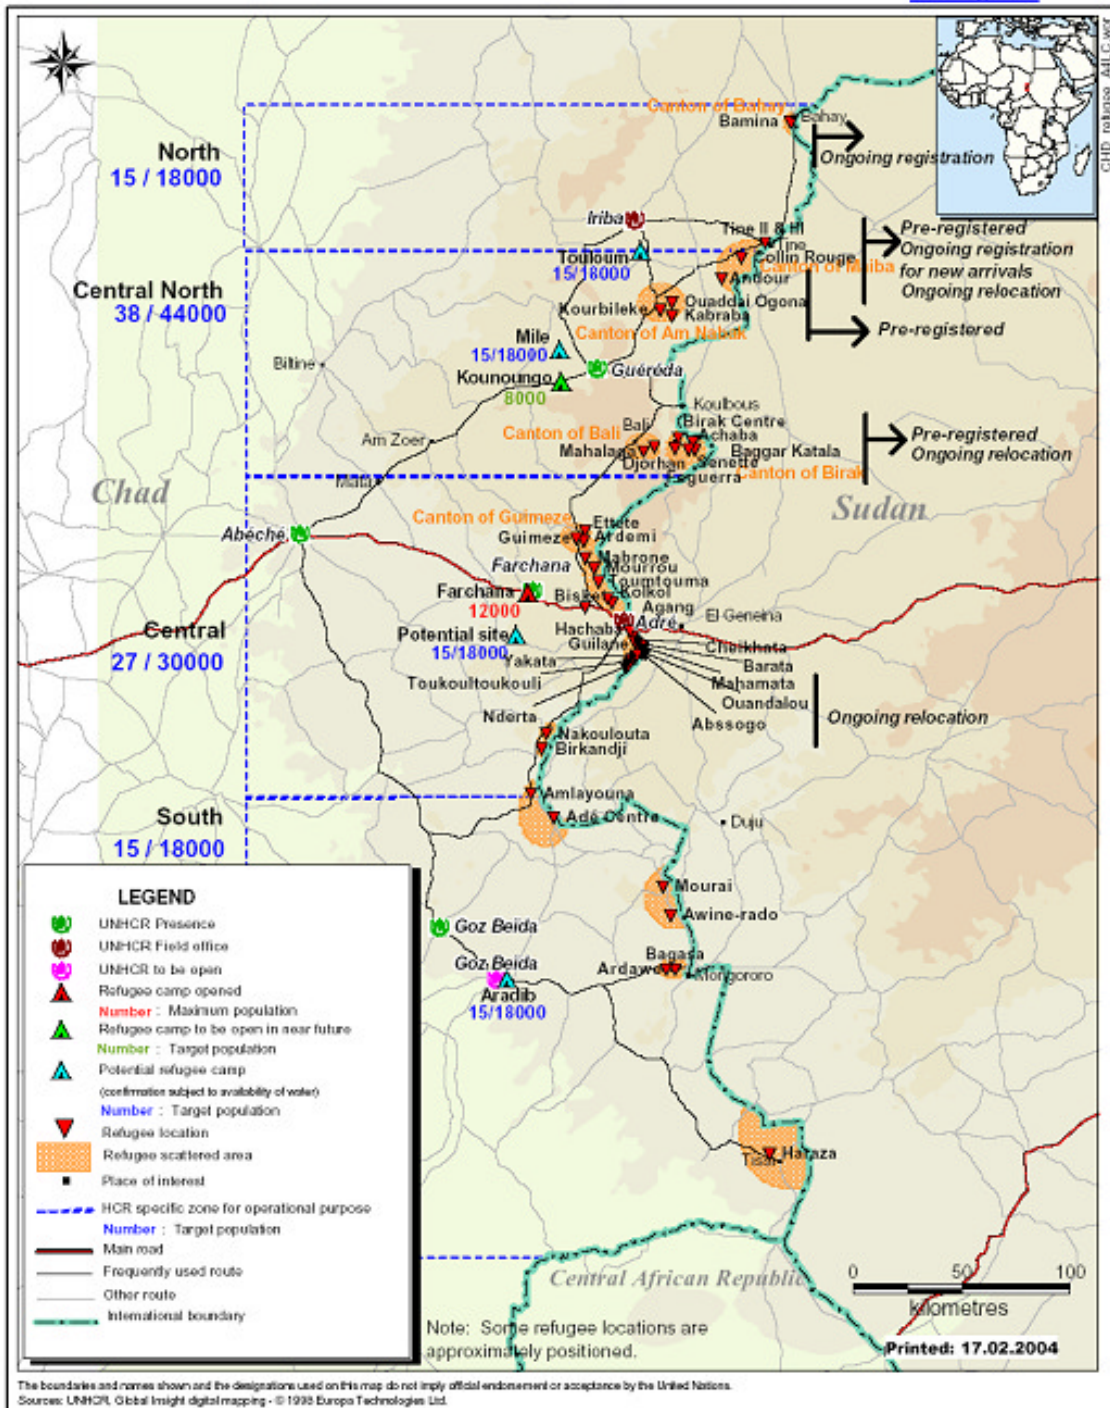 North
15 / 18000
Central North
38 / 44000
Central
27 / 30000
South
15 / 18000
Canton of Bahay
Bamina
Bahay
Ongoing registration
Iriba
Tine II & III
Tine
Touloum
15/18000
Collin Rouge
Canton of Muiba
Andour
Pre-registered
Ongoing registration
for new arrivals
Ongoing relocation
Ouaddai Ogona
Kourbileke
Kabraba
Canton of Am Nabak
Pre-registered
Mile
15/18000
Kounoungo
8000
Guéréda
Biltine
Koulbous
Birak Centre
Bali
Achaba
Canton of Bali
Am Zoer
Mahalaga
Baggar Katala
Djorhan
Senette
Canton of Birak
Pre-registered
Ongoing relocation
Mata
Chad
Sudan
Abéché
Canton of Guimeze
Ettete
Guimeze
Ardemi
Farchana
Mabrone
Mourrou
Toumtouma
Farchana
12000
Kolkol
Agang
El Geneina
Adré
Hachaba
Guilane
Potential site
15/18000
Yakata
Cheikhata
Barata
Toukoultoukouli
Mahamata
Ouandalou
Nderta
Abssogo
Ongoing relocation
Nakoulouta
Birkandji
Amlayouna
Adé Centre
Duju
Mourai
Awine-rado
Goz Beida
Bagasa
Goz Beida
Mongororo
Aradib
15/18000
Haraza
Central African Republic
LEGEND
UNHCR Presence
UNHCR Field office
UNHCR to be open
Refugee camp opened
Number : Maximum population
Refugee camp to be open in near future
Number : Target population
Potential refugee camp
(confirmation subject to availability of water)
Number : Target population
Refugee location
Refugee scattered area
Place of interest
HCR specific zone for operational purpose
Number : Target population
Main road
Frequently used route
Other route
International boundary
0 50 100
kilometres
Note: Some refugee locations are
approximately positioned.
Printed: 17.02.2004
The boundaries and names shown and the designations used on this map do not imply official endorsement or acceptance by the United Nations.
Sources: UNHCR, Global Insight digital mapping - © 1998 Europa Technologies Ltd.